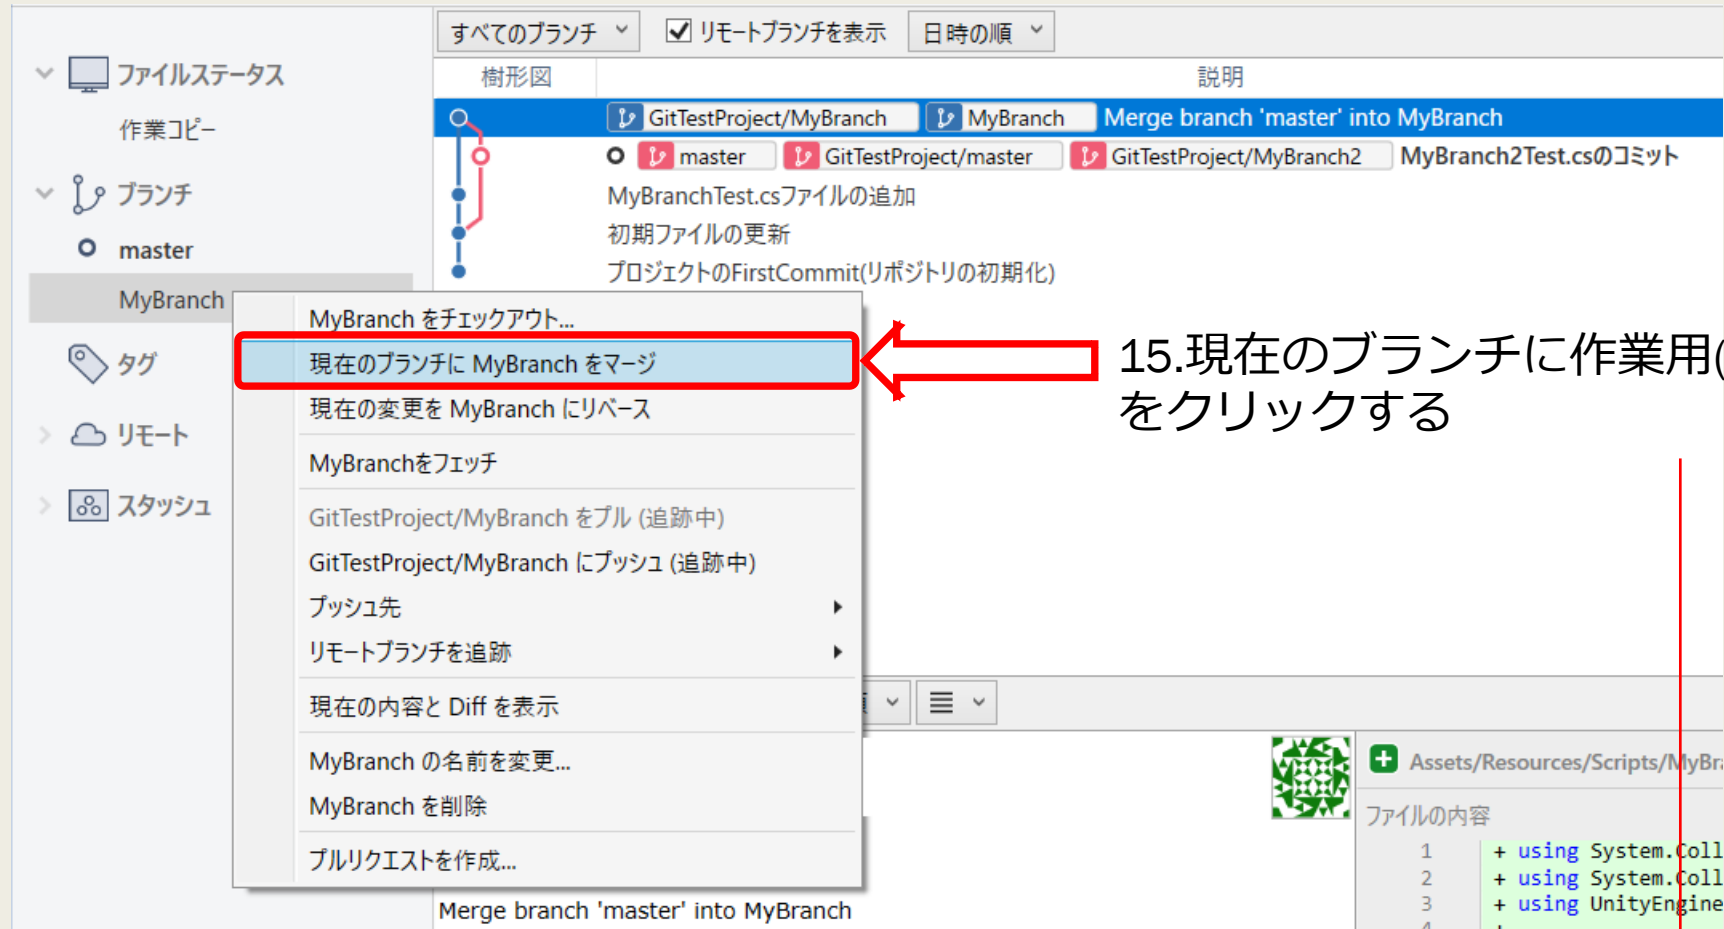 すべてのブランチ
リモートブランチを表示
日時の順
ファイルステータス
作業コピー
ブランチ
master
MyBranch
タグ
リモート
スタッシュ
樹形図
説明
GitTestProject/MyBranch MyBranch Merge branch 'master' into MyBranch
master GitTestProject/master GitTestProject/MyBranch2 MyBranch2Test.csのコミット
MyBranchTest.csファイルの追加
初期ファイルの更新
プロジェクトのFirstCommit(リポジトリの初期化)
MyBranch をチェックアウト...
現在のブランチに MyBranch をマージ
現在の変更を MyBranch にリベース
MyBranchをフェッチ
GitTestProject/MyBranch をプル (追跡中)
GitTestProject/MyBranch にプッシュ (追跡中)
プッシュ先
リモートブランチを追跡
現在の内容と Diff を表示
MyBranch の名前を変更...
MyBranch を削除
プルリクエストを作成...
15.現在のブランチに作業用(
をクリックする
Merge branch 'master' into MyBranch
Assets/Resources/Scripts/MyBra
ファイルの内容
1 + using System.Coll
2 + using System.Coll
3 + using UnityEngine